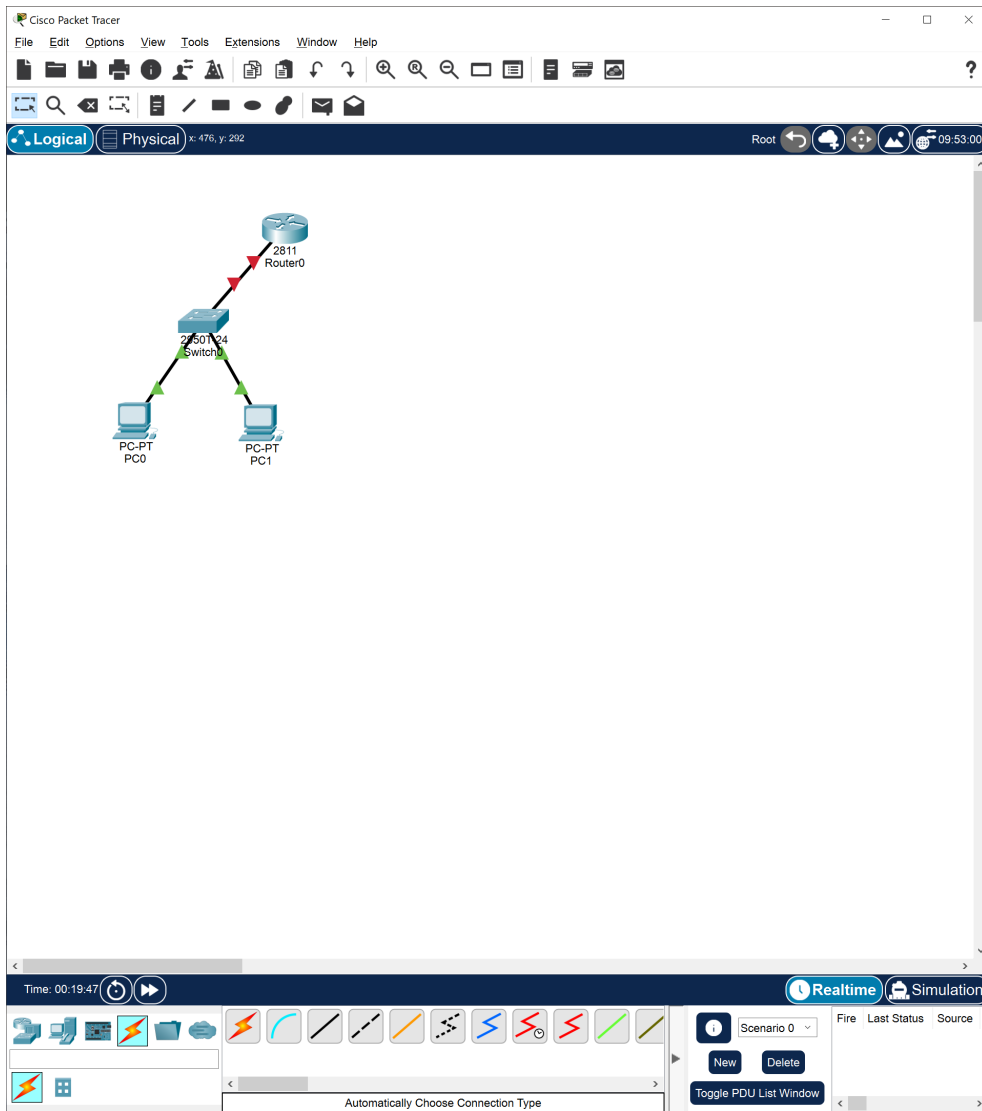 Cisco Packet Tracer
File Edit Options View Tools Extensions Window Help
?
Logical Physical x: 476, y: 292 Root 09:53:00
2811
Router0
2950T-24
Switch0
PC-PT
PC0
PC-PT
PC1
Time: 00:19:47 Realtime Simulation
Scenario 0
Fire Last Status Source
New Delete
Toggle PDU List Window
Automatically Choose Connection Type